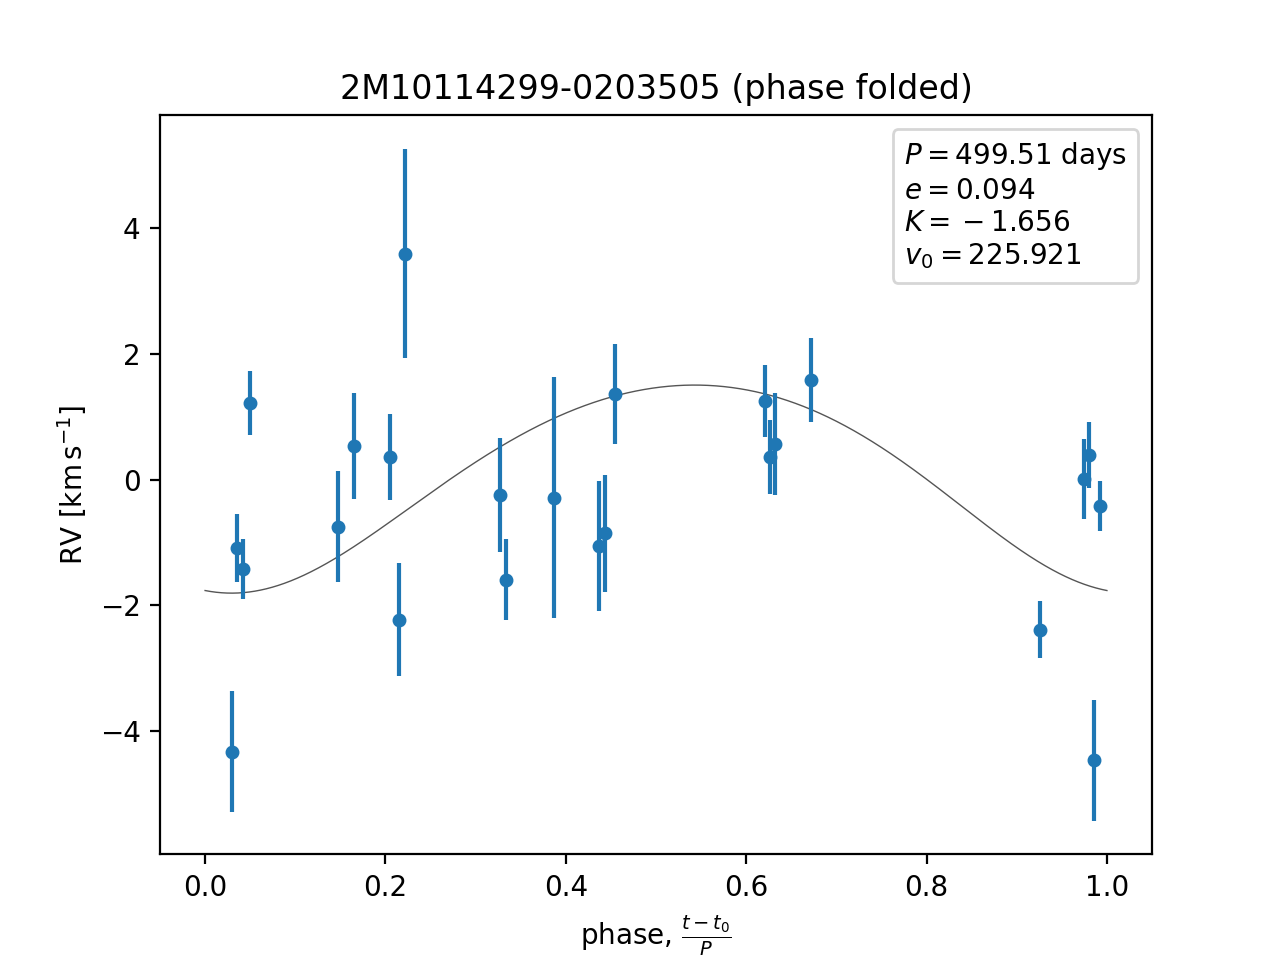 2M10114299-0203505 (phase folded)
P = 499.51 days
e = 0.094
K = − 1.656
v₀ = 225.921
RV [km s⁻¹]
4
2
0
−2
−4
0.0 0.2 0.4 0.6 0.8 1.0
phase, (t − t₀)/P